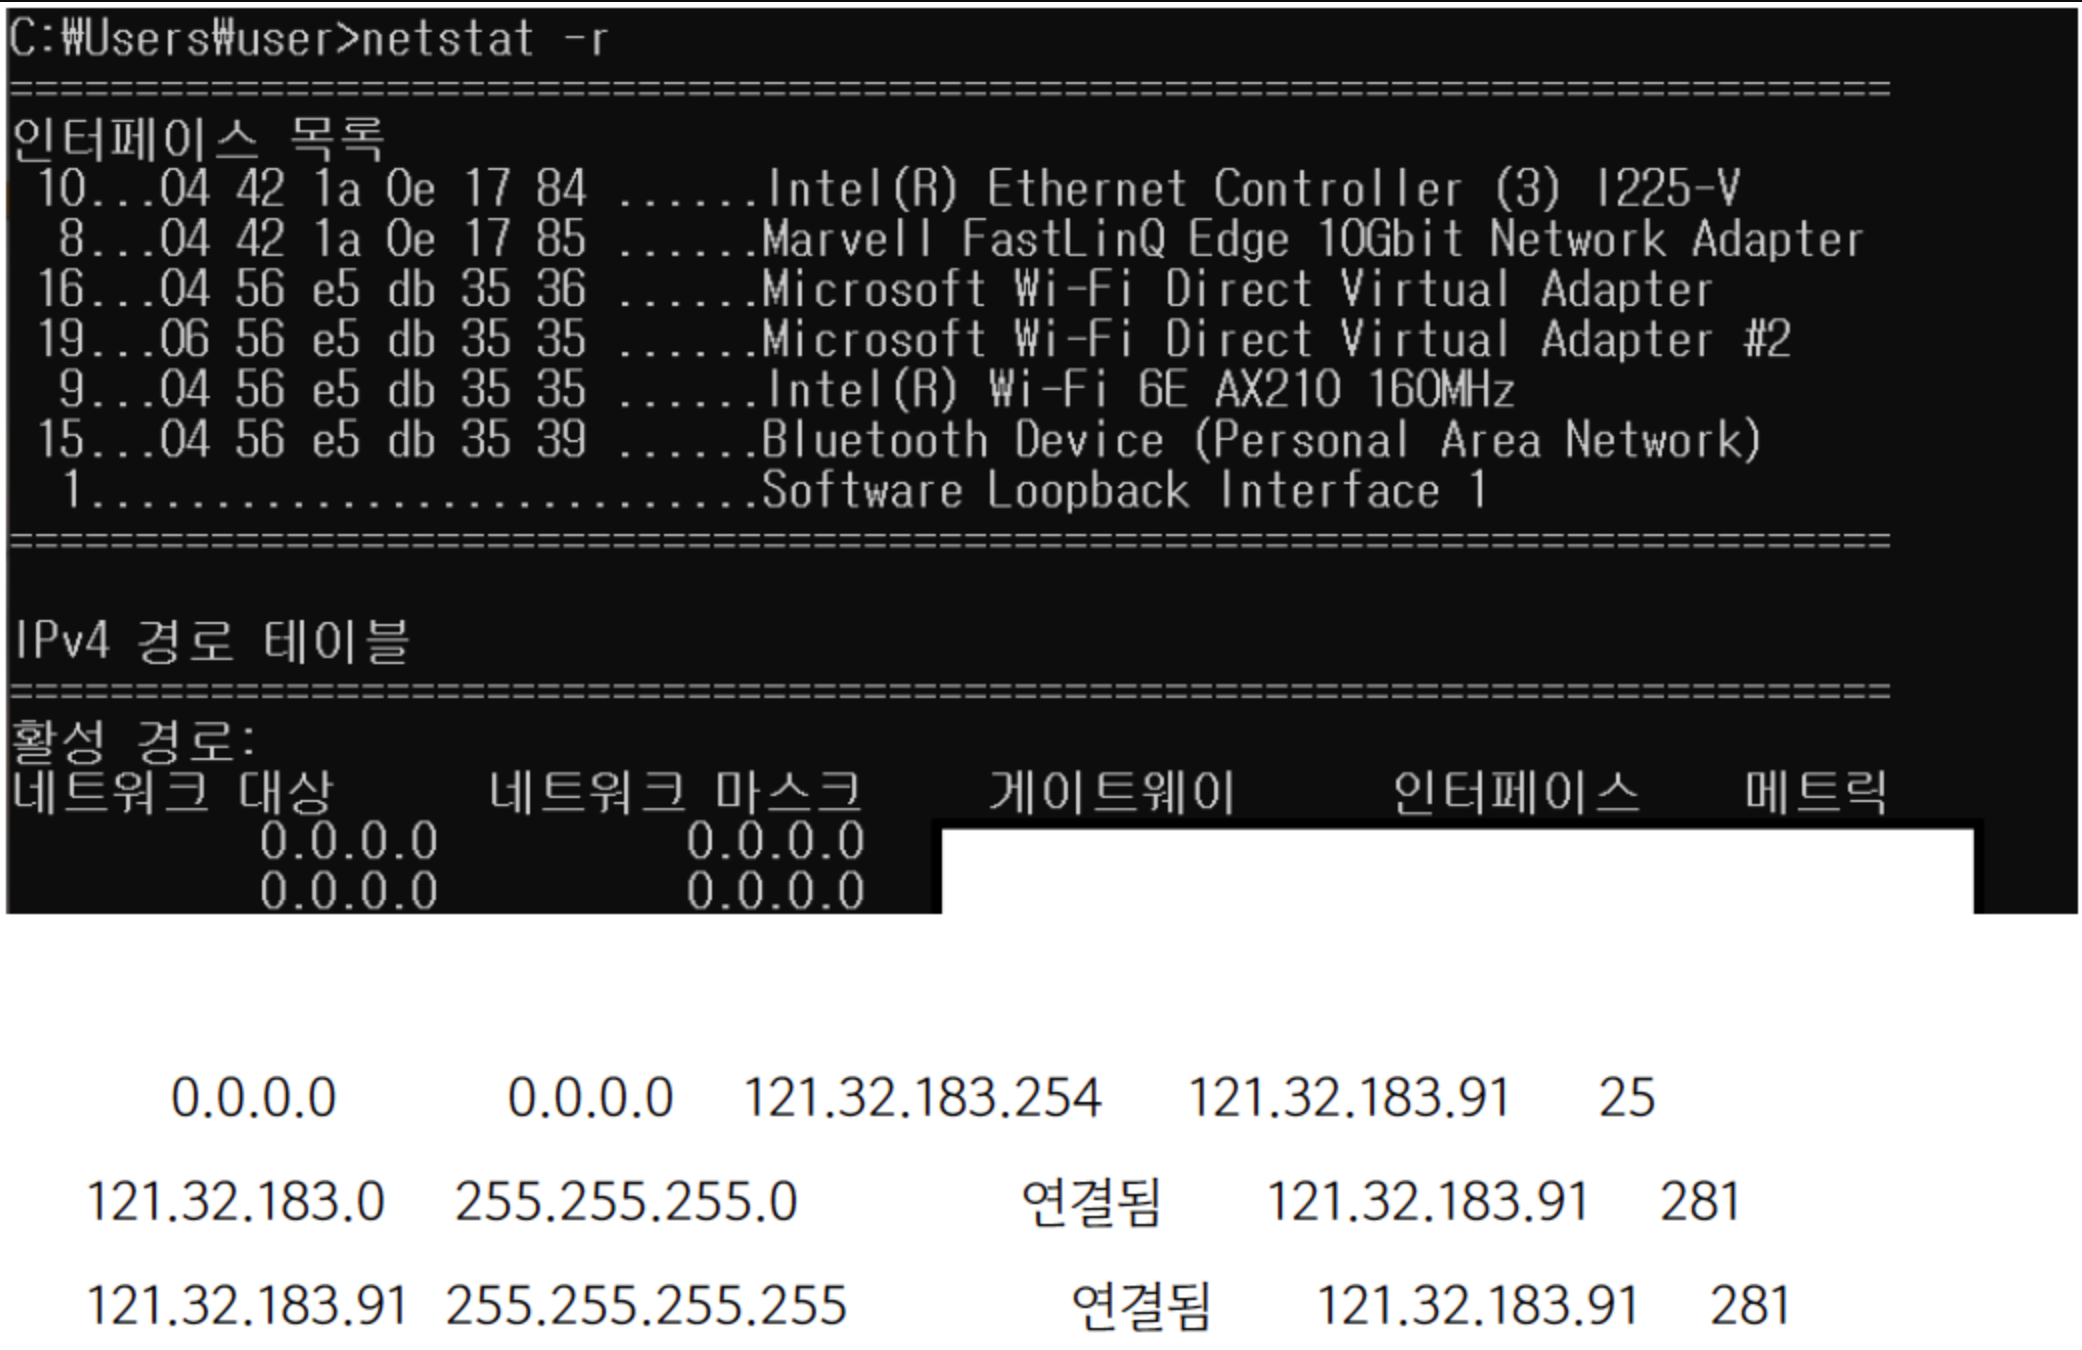 C:₩Users₩user>netstat -r
===========================================================================
인터페이스 목록
10...04 42 1a 0e 17 84 ......Intel(R) Ethernet Controller (3) I225-V
8...04 42 1a 0e 17 85 ......Marvell FastLinQ Edge 10Gbit Network Adapter
16...04 56 e5 db 35 36 ......Microsoft Wi-Fi Direct Virtual Adapter
19...06 56 e5 db 35 35 ......Microsoft Wi-Fi Direct Virtual Adapter #2
9...04 56 e5 db 35 35 ......Intel(R) Wi-Fi 6E AX210 160MHz
15...04 56 e5 db 35 39 ......Bluetooth Device (Personal Area Network)
1...........................Software Loopback Interface 1
===========================================================================
IPv4 경로 테이블
===========================================================================
활성 경로:
네트워크 대상 네트워크 마스크 게이트웨이 인터페이스 메트릭
0.0.0.0 0.0.0.0
0.0.0.0 0.0.0.0
0.0.0.0 0.0.0.0 121.32.183.254 121.32.183.91 25
121.32.183.0 255.255.255.0 연결됨 121.32.183.91 281
121.32.183.91 255.255.255.255 연결됨 121.32.183.91 281